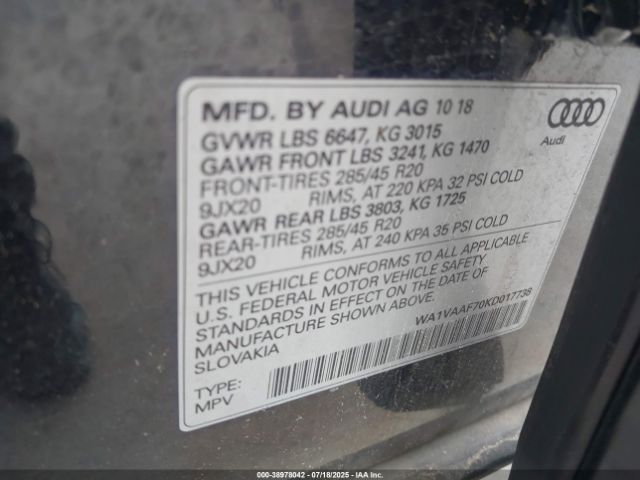 MFD. BY AUDI AG 10 18
GVWR LBS 6647, KG 3015
GAWR FRONT LBS 3241, KG 1470
FRONT-TIRES 285/45 R20
9JX20 RIMS, AT 220 KPA 32 PSI COLD
GAWR REAR LBS 3803, KG 1725
REAR-TIRES 285/45 R20
9JX20 RIMS, AT 240 KPA 35 PSI COLD
THIS VEHICLE CONFORMS TO ALL APPLICABLE
U.S. FEDERAL MOTOR VEHICLE SAFETY
STANDARDS IN EFFECT ON THE DATE OF
MANUFACTURE SHOWN ABOVE.
SLOVAKIA
WA1VAAF70KD017738
TYPE:
MPV
Audi
000-38978042 - 07/18/2025 - COPYRIGHT IAA, LLC.